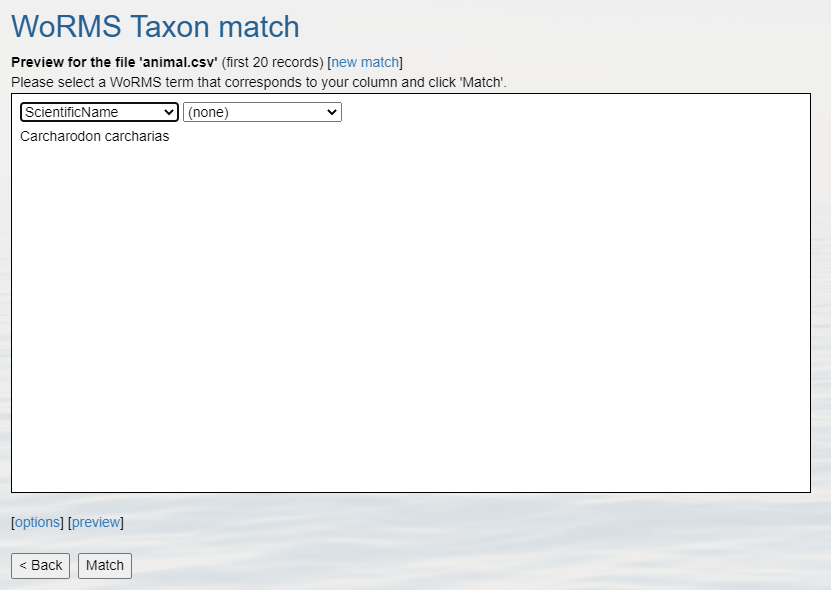 WoRMS Taxon match
Preview for the file 'animal.csv' (first 20 records) [new match]
Please select a WoRMS term that corresponds to your column and click 'Match'.
ScientificName (none)
Carcharodon carcharias
[options] [preview]
< Back Match